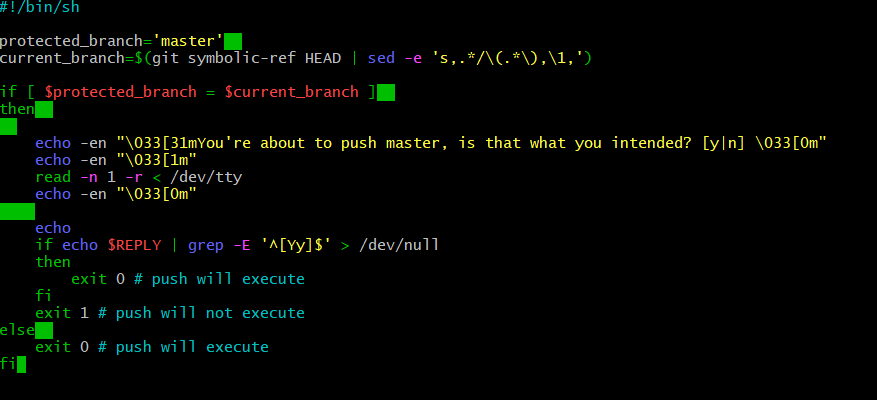 #!/bin/sh

protected_branch='master'
current_branch=$(git symbolic-ref HEAD | sed -e 's,.*/\(.*\),\1,')

if [ $protected_branch = $current_branch ]
then

    echo -en "\033[31mYou're about to push master, is that what you intended? [y|n] \033[0m"
    echo -en "\033[1m"
    read -n 1 -r < /dev/tty
    echo -en "\033[0m"

    echo
    if echo $REPLY | grep -E '^[Yy]$' > /dev/null
    then
        exit 0 # push will execute
    fi
    exit 1 # push will not execute
else
    exit 0 # push will execute
fi